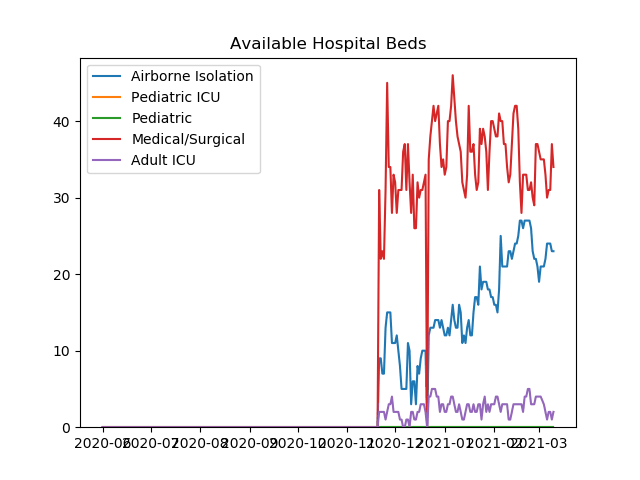 Available Hospital Beds
Airborne Isolation
Pediatric ICU
Pediatric
Medical/Surgical
Adult ICU
40
30
20
10
0
2020-06 2020-07 2020-08 2020-09 2020-10 2020-11 2020-12 2021-01 2021-02 2021-03